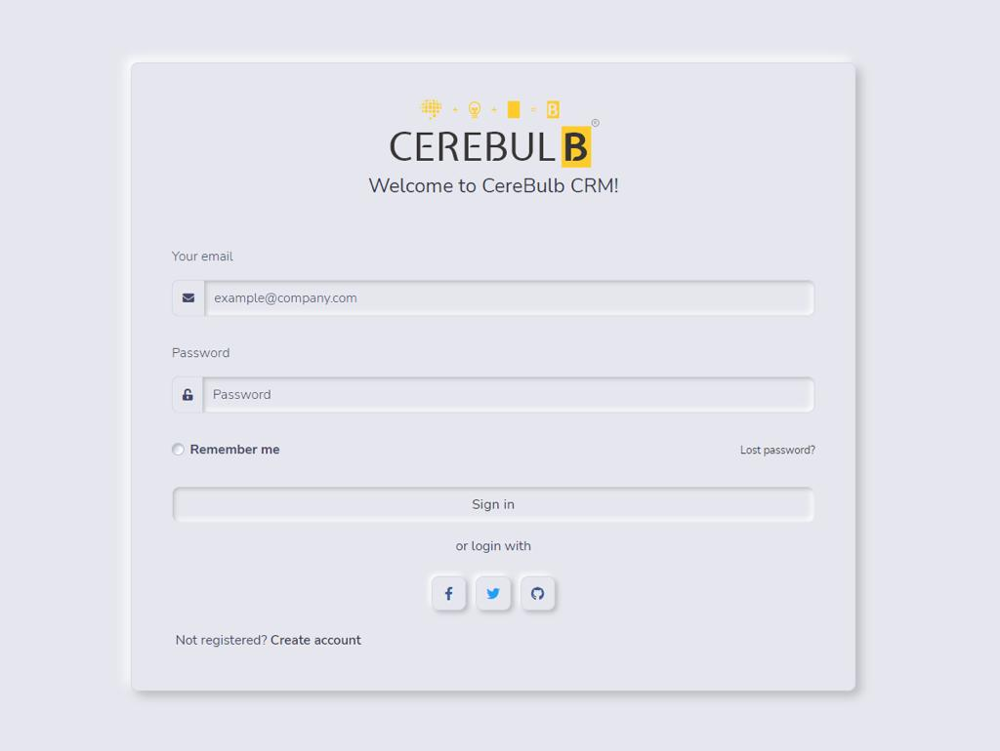 + + = B
CEREBULB®
Welcome to CereBulb CRM!
Your email
example@company.com
Password
Password
Remember me Lost password?
Sign in
or login with
Not registered? Create account